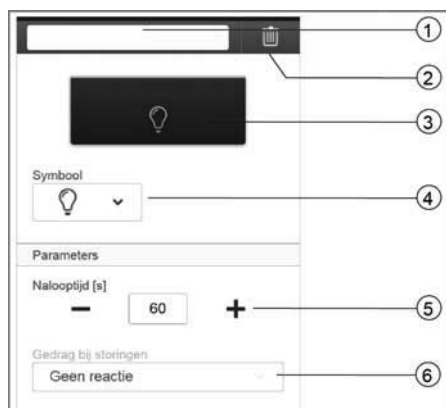 1
2
3
Symbool
4
Parameters
Nalooptijd [s]
60
5
Gedrag bij storingen
Geen reactie
6